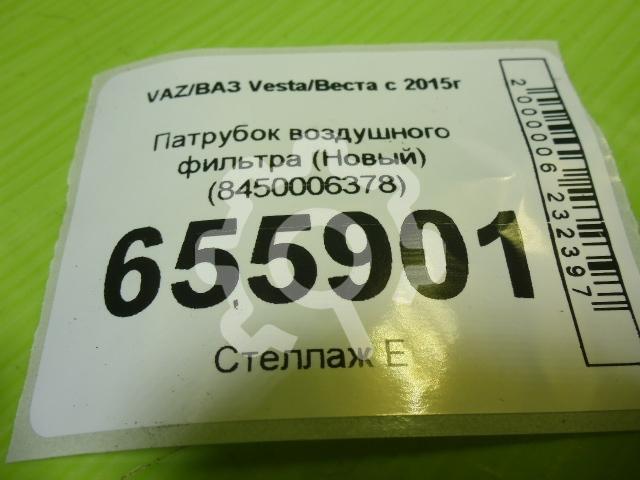 VAZ/ВАЗ Vesta/Веста с 2015г
Патрубок воздушного
фильтра (Новый)
(8450006378)
655901
Стеллаж Е
2000006232397